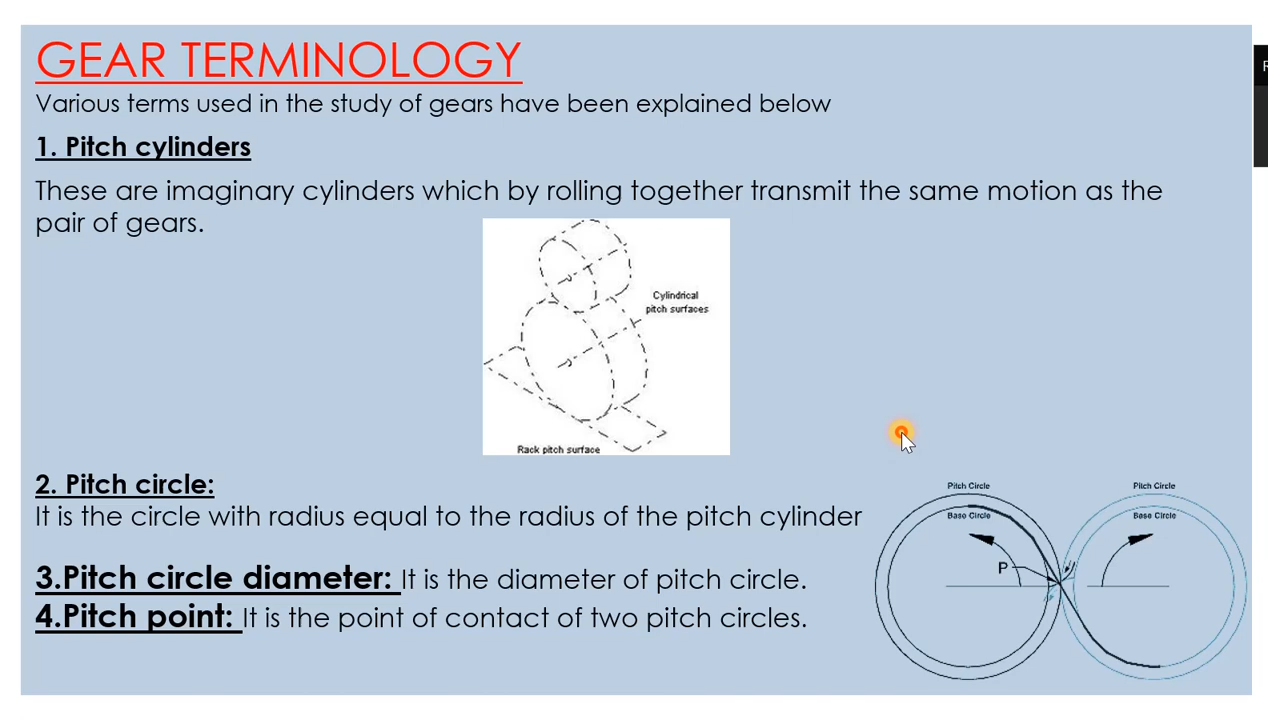 GEAR TERMINOLOGY
Various terms used in the study of gears have been explained below
1. Pitch cylinders
These are imaginary cylinders which by rolling together transmit the same motion as the
pair of gears.
Cylindrical
pitch surfaces
Rack pitch surface
2. Pitch circle:
It is the circle with radius equal to the radius of the pitch cylinder
3.Pitch circle diameter: It is the diameter of pitch circle.
4.Pitch point: It is the point of contact of two pitch circles.
Pitch Circle
Base Circle
P
Pitch Circle
Base Circle
R